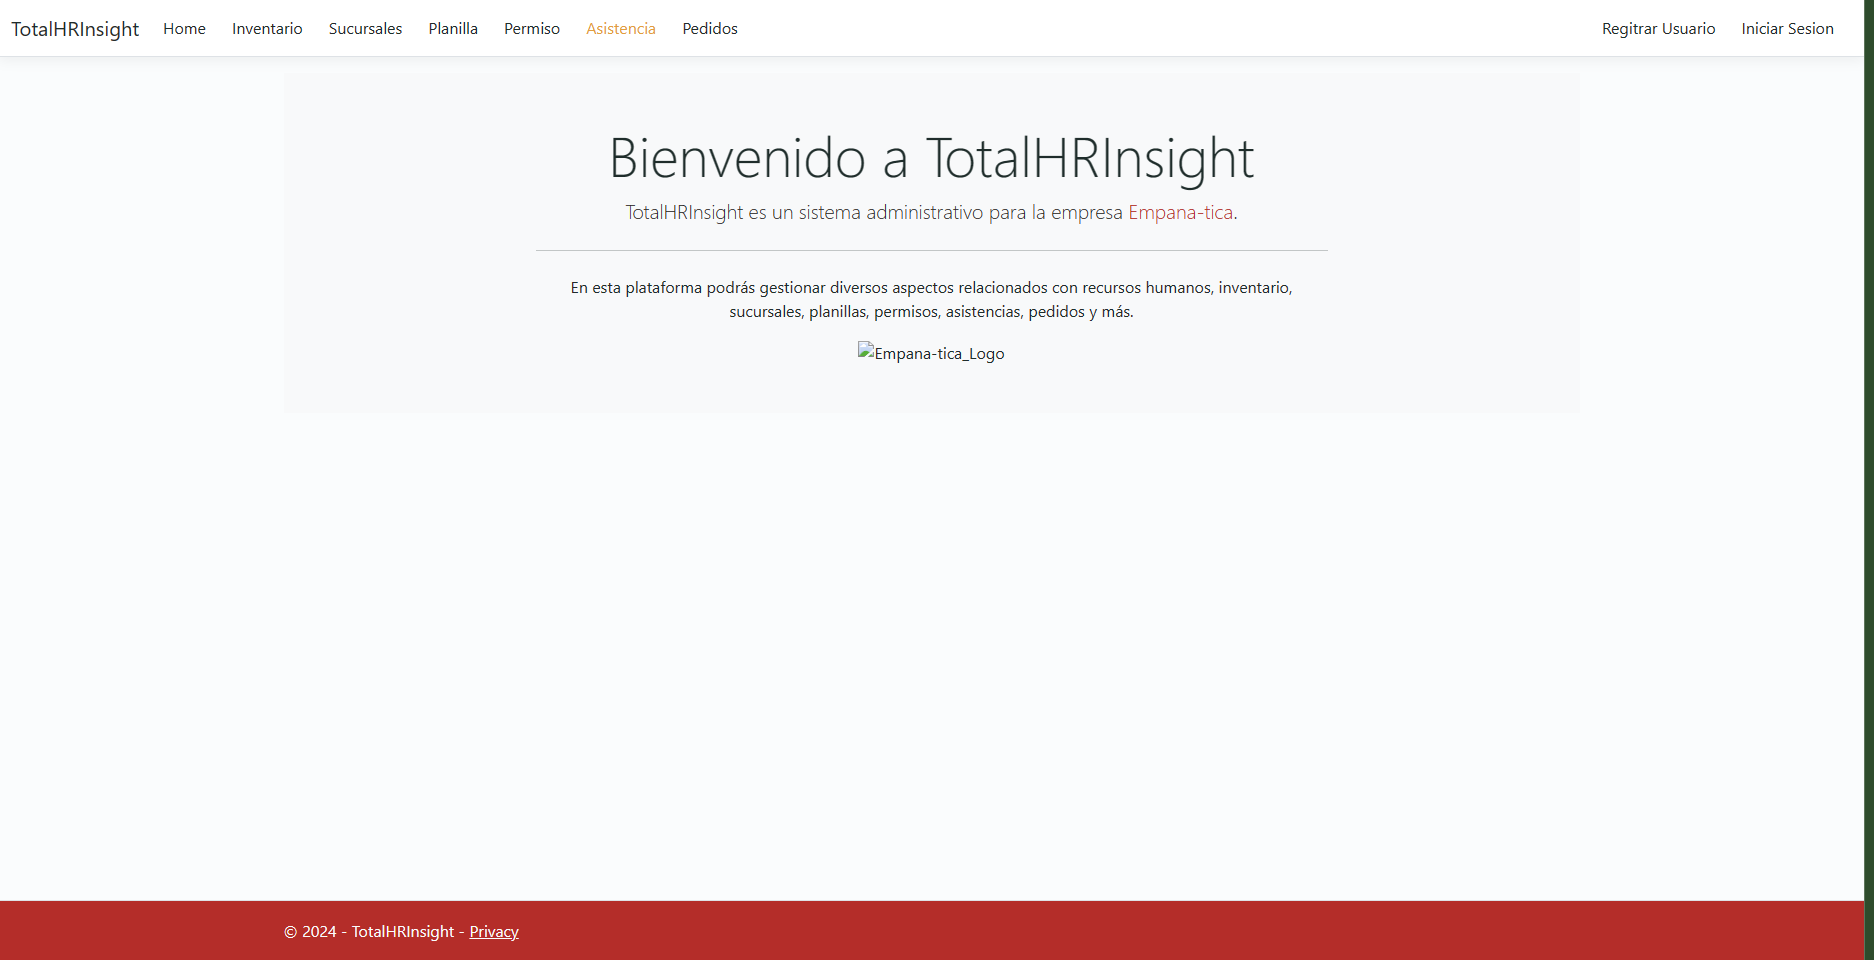 TotalHRInsight Home Inventario Sucursales Planilla Permiso Asistencia Pedidos Regitrar Usuario Iniciar Sesion
Bienvenido a TotalHRInsight
TotalHRInsight es un sistema administrativo para la empresa Empana-tica.
En esta plataforma podrás gestionar diversos aspectos relacionados con recursos humanos, inventario,
sucursales, planillas, permisos, asistencias, pedidos y más.
Empana-tica_Logo
© 2024 - TotalHRInsight - Privacy